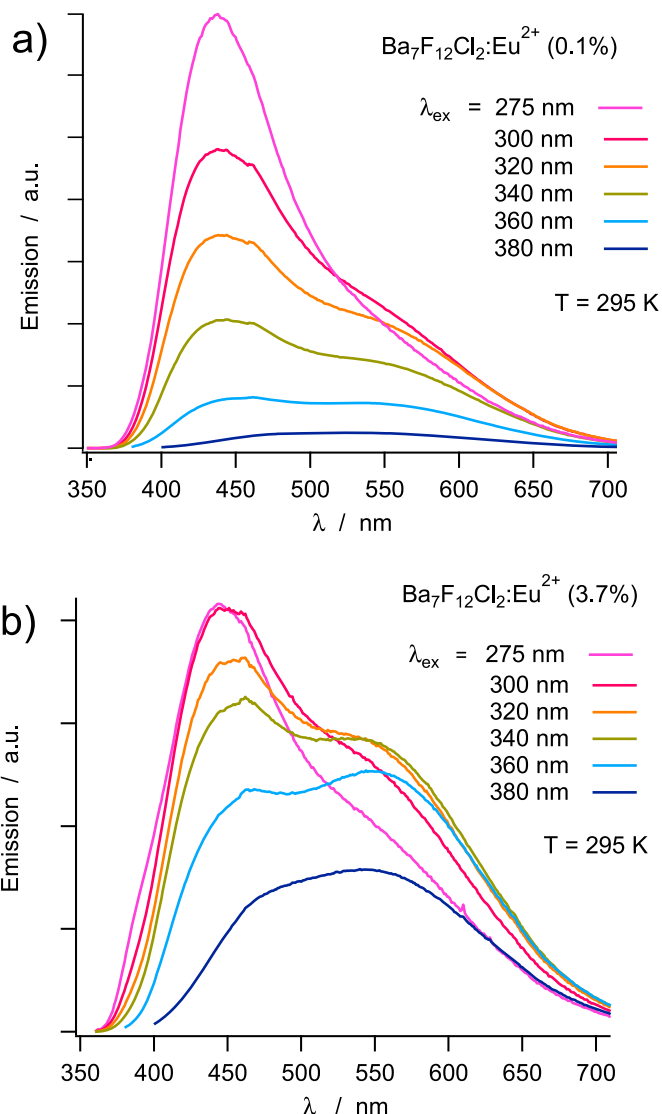 a)
Ba₇F₁₂Cl₂:Eu²⁺ (0.1%)
λex = 275 nm
300 nm
320 nm
340 nm
360 nm
380 nm
T = 295 K
Emission / a.u.
350 400 450 500 550 600 650 700
λ / nm
b)
Ba₇F₁₂Cl₂:Eu²⁺ (3.7%)
λex = 275 nm
300 nm
320 nm
340 nm
360 nm
380 nm
T = 295 K
Emission / a.u.
350 400 450 500 550 600 650 700
λ / nm